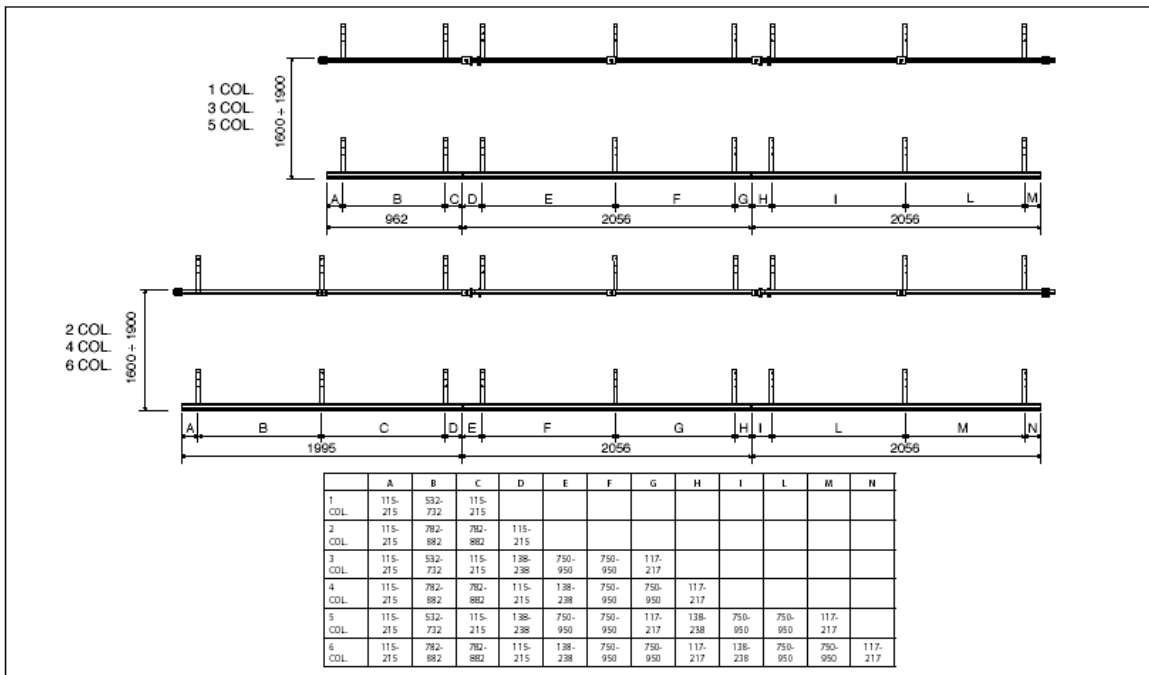 1 COL.
3 COL.
5 COL.
1600 ÷ 1900
A B C D E F G H I L M
962 2056 2056
2 COL.
4 COL.
6 COL.
1600 ÷ 1900
A B C D E F G H I L M N
1995 2056 2056
A B C D E F G H I L M N
1 COL. 115-215 532-732 115-215
2 COL. 115-215 782-882 782-882 115-215
3 COL. 115-215 532-732 115-215 138-238 750-950 750-950 117-217
4 COL. 115-215 782-882 782-882 115-215 138-238 750-950 750-950 117-217
5 COL. 115-215 532-732 115-215 138-238 750-950 750-950 117-217 138-238 750-950 750-950 117-217
6 COL. 115-215 782-882 782-882 115-215 138-238 750-950 750-950 117-217 138-238 750-950 750-950 117-217